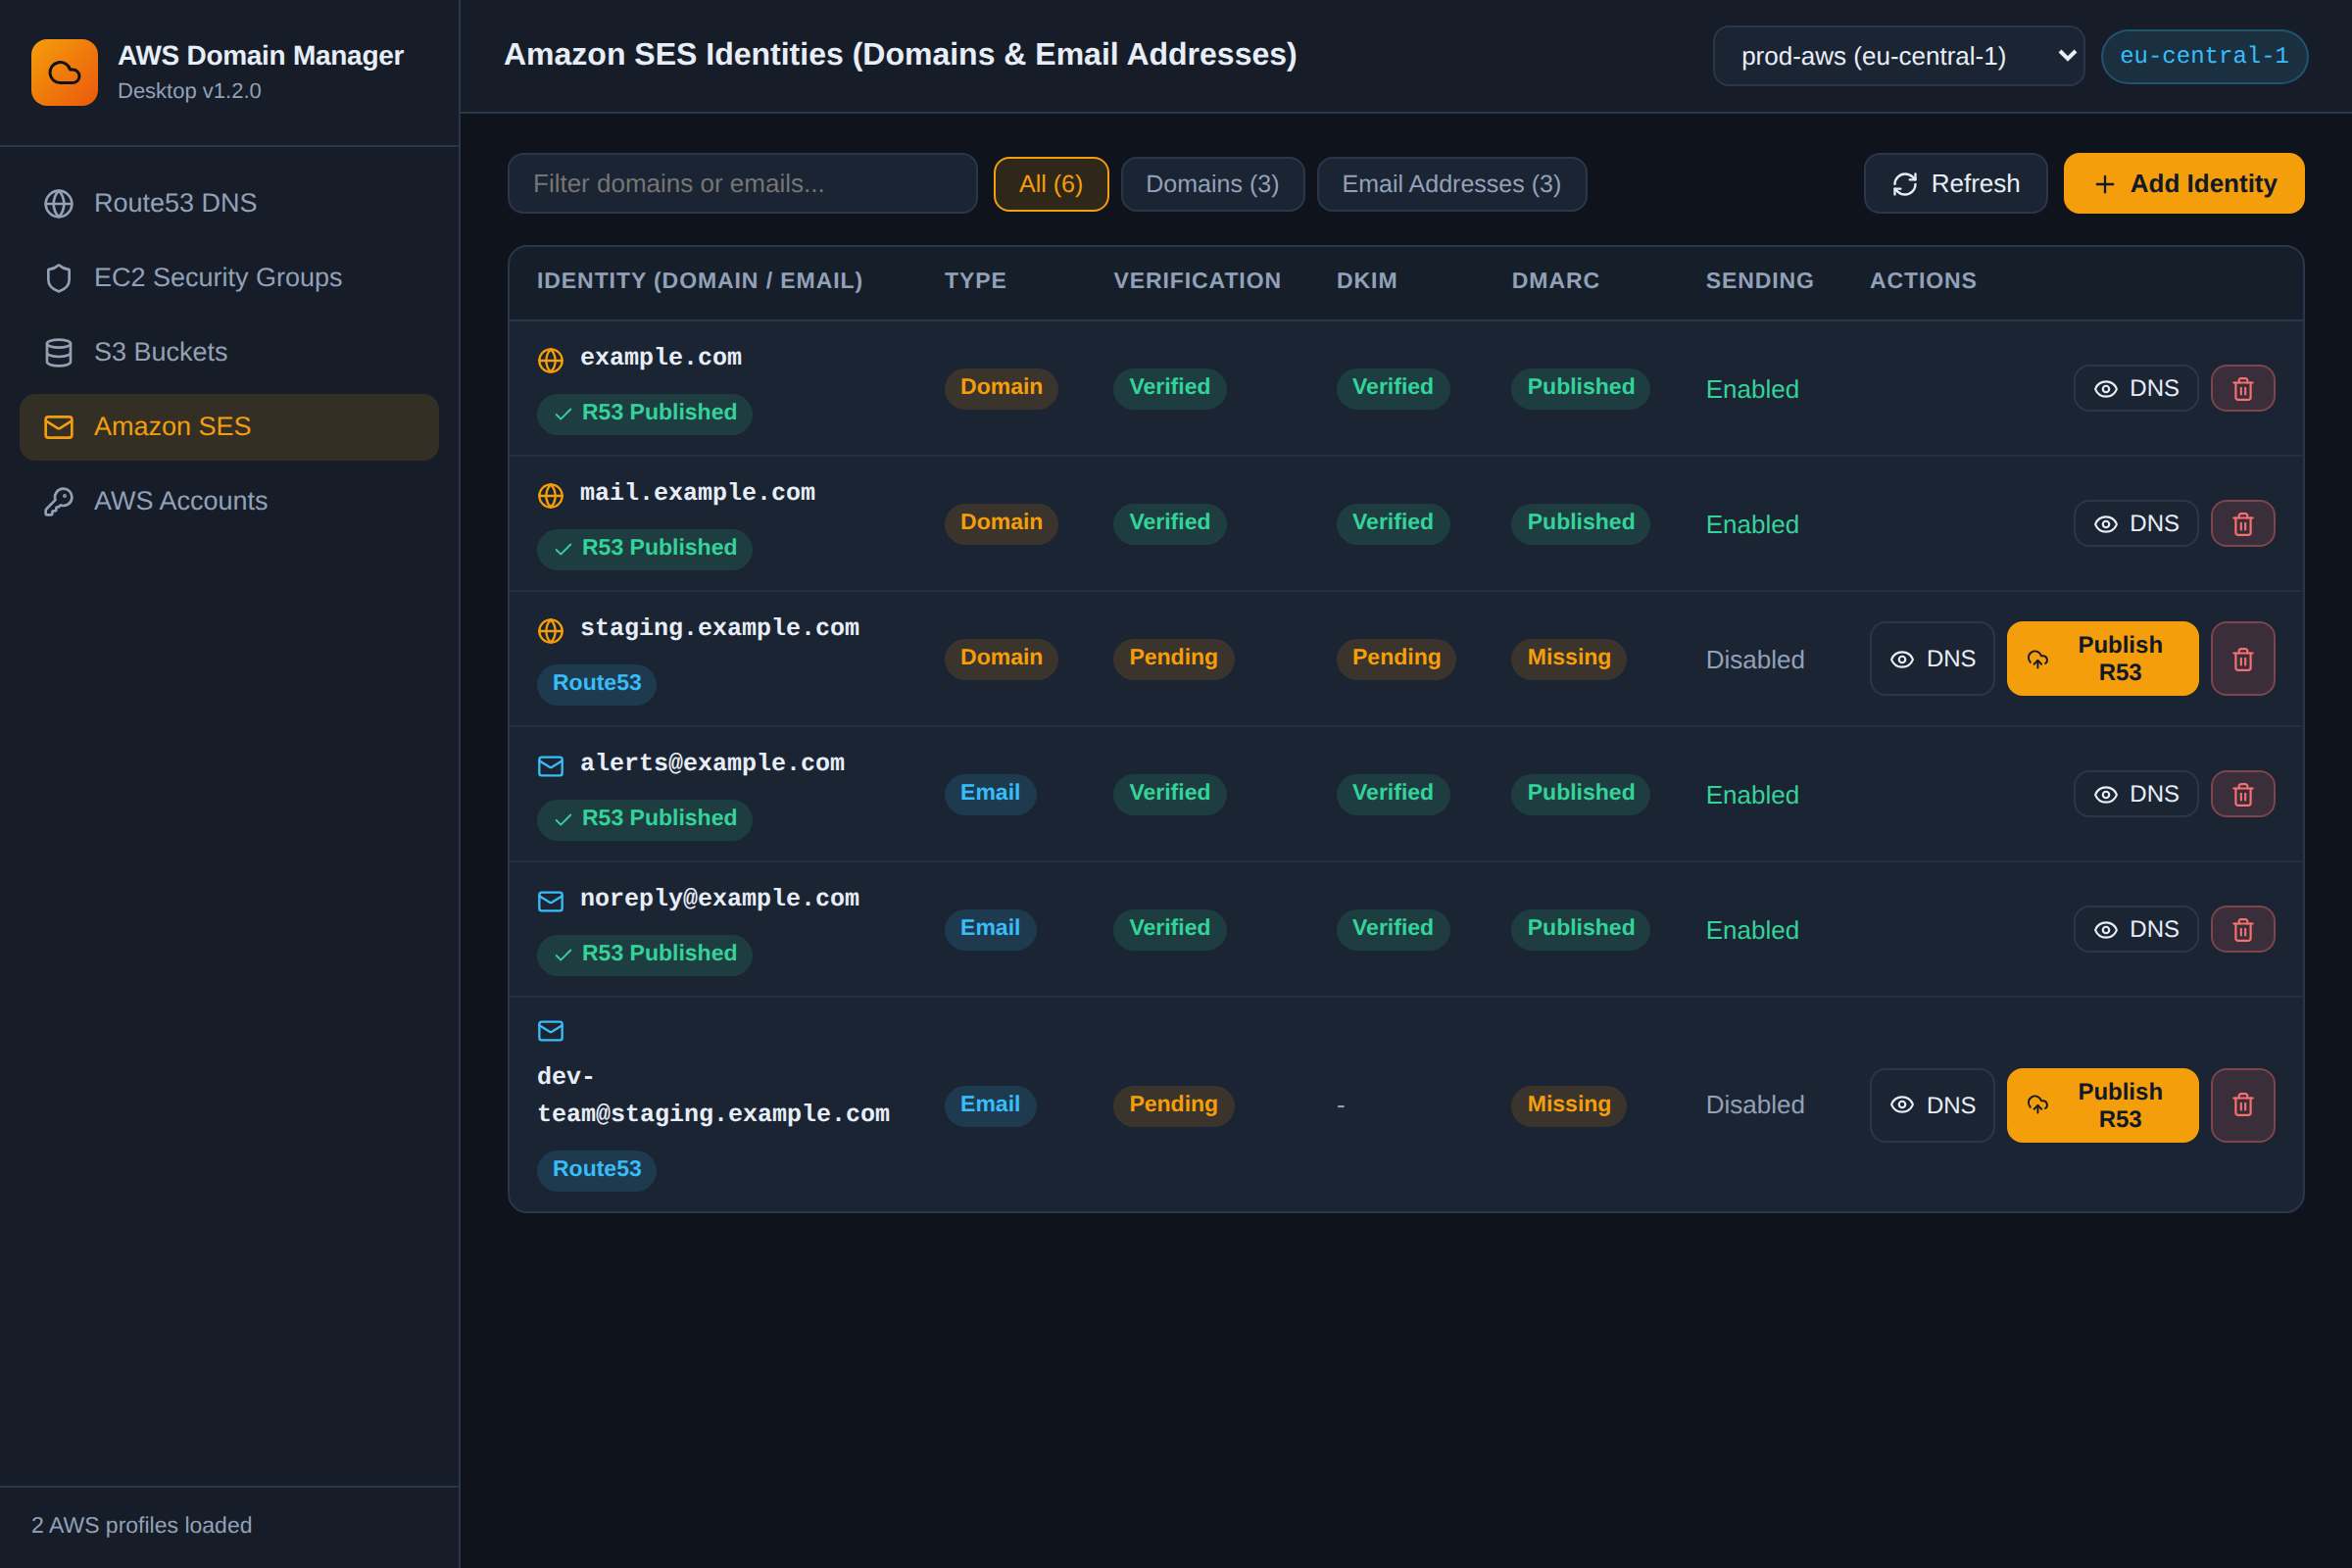 AWS Domain Manager
Desktop v1.2.0
Route53 DNS
EC2 Security Groups
S3 Buckets
Amazon SES
AWS Accounts
2 AWS profiles loaded
Amazon SES Identities (Domains & Email Addresses)
prod-aws (eu-central-1)
eu-central-1
Filter domains or emails...
All (6)
Domains (3)
Email Addresses (3)
Refresh
Add Identity
IDENTITY (DOMAIN / EMAIL) TYPE VERIFICATION DKIM DMARC SENDING ACTIONS
example.com
R53 Published
Domain Verified Verified Published Enabled DNS
mail.example.com
R53 Published
Domain Verified Verified Published Enabled DNS
staging.example.com
Route53
Domain Pending Pending Missing Disabled DNS
Publish
R53
alerts@example.com
R53 Published
Email Verified Verified Published Enabled DNS
noreply@example.com
R53 Published
Email Verified Verified Published Enabled DNS
dev-
team@staging.example.com
Route53
Email Pending - Missing Disabled DNS
Publish
R53